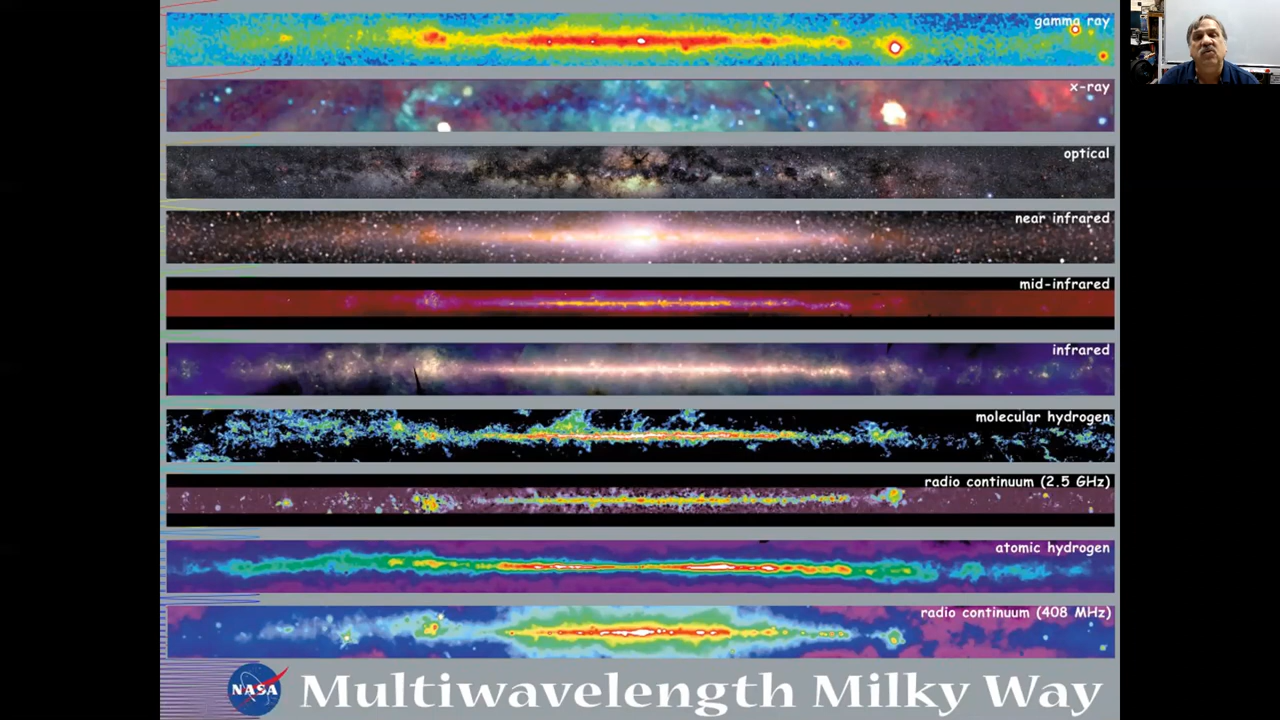 gamma ray
x-ray
optical
near infrared
mid-infrared
infrared
molecular hydrogen
radio continuum (2.5 GHz)
atomic hydrogen
radio continuum (408 MHz)
NASA
Multiwavelength Milky Way